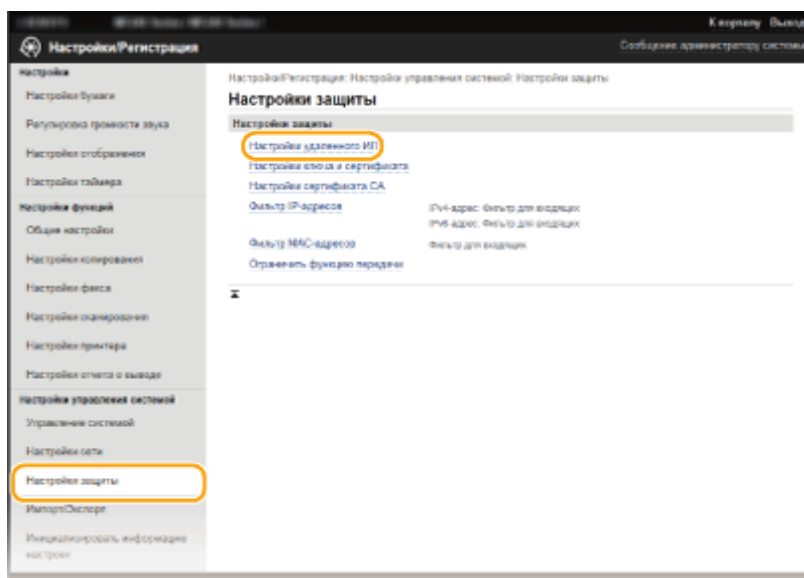 К порталу Выход
Настройки/Регистрация
Сообщение администратору системы
Настройки
Настройки бумаги
Регулировка громкости звука
Настройки отображения
Настройки таймера
Настройки функций
Общие настройки
Настройки копирования
Настройки факса
Настройки сканирования
Настройки принтера
Настройки отчета о выводе
Настройки управления системой
Управление системой
Настройки сети
Настройки защиты
Импорт/Экспорт
Инициализировать информацию
настроек
Настройки/Регистрация: Настройки управления системой: Настройки защиты
Настройки защиты
Настройки защиты
Настройки удаленного ИП
Настройки ключа и сертификата
Настройки сертификата CA
Фильтр IP-адресов
IPv4-адрес: Фильтр для входящих
IPv6-адрес: Фильтр для входящих
Фильтр MAC-адресов
Фильтр для входящих
Ограничить функцию передачи